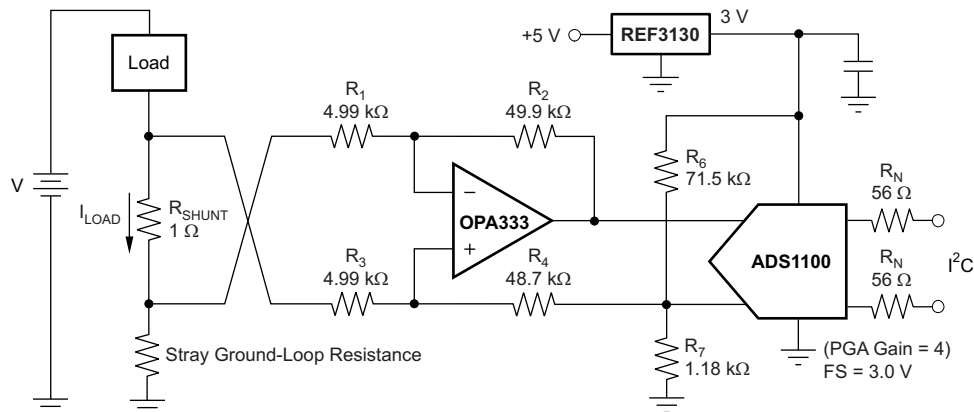 3 V
+5 V
REF3130
Load
R1
4.99 kΩ
R2
49.9 kΩ
R6
71.5 kΩ
RN
56 Ω
V
ILOAD
RSHUNT
1 Ω
−
OPA333
+
ADS1100
I²C
R3
4.99 kΩ
R4
48.7 kΩ
RN
56 Ω
Stray Ground-Loop Resistance
R7
1.18 kΩ
(PGA Gain = 4)
FS = 3.0 V